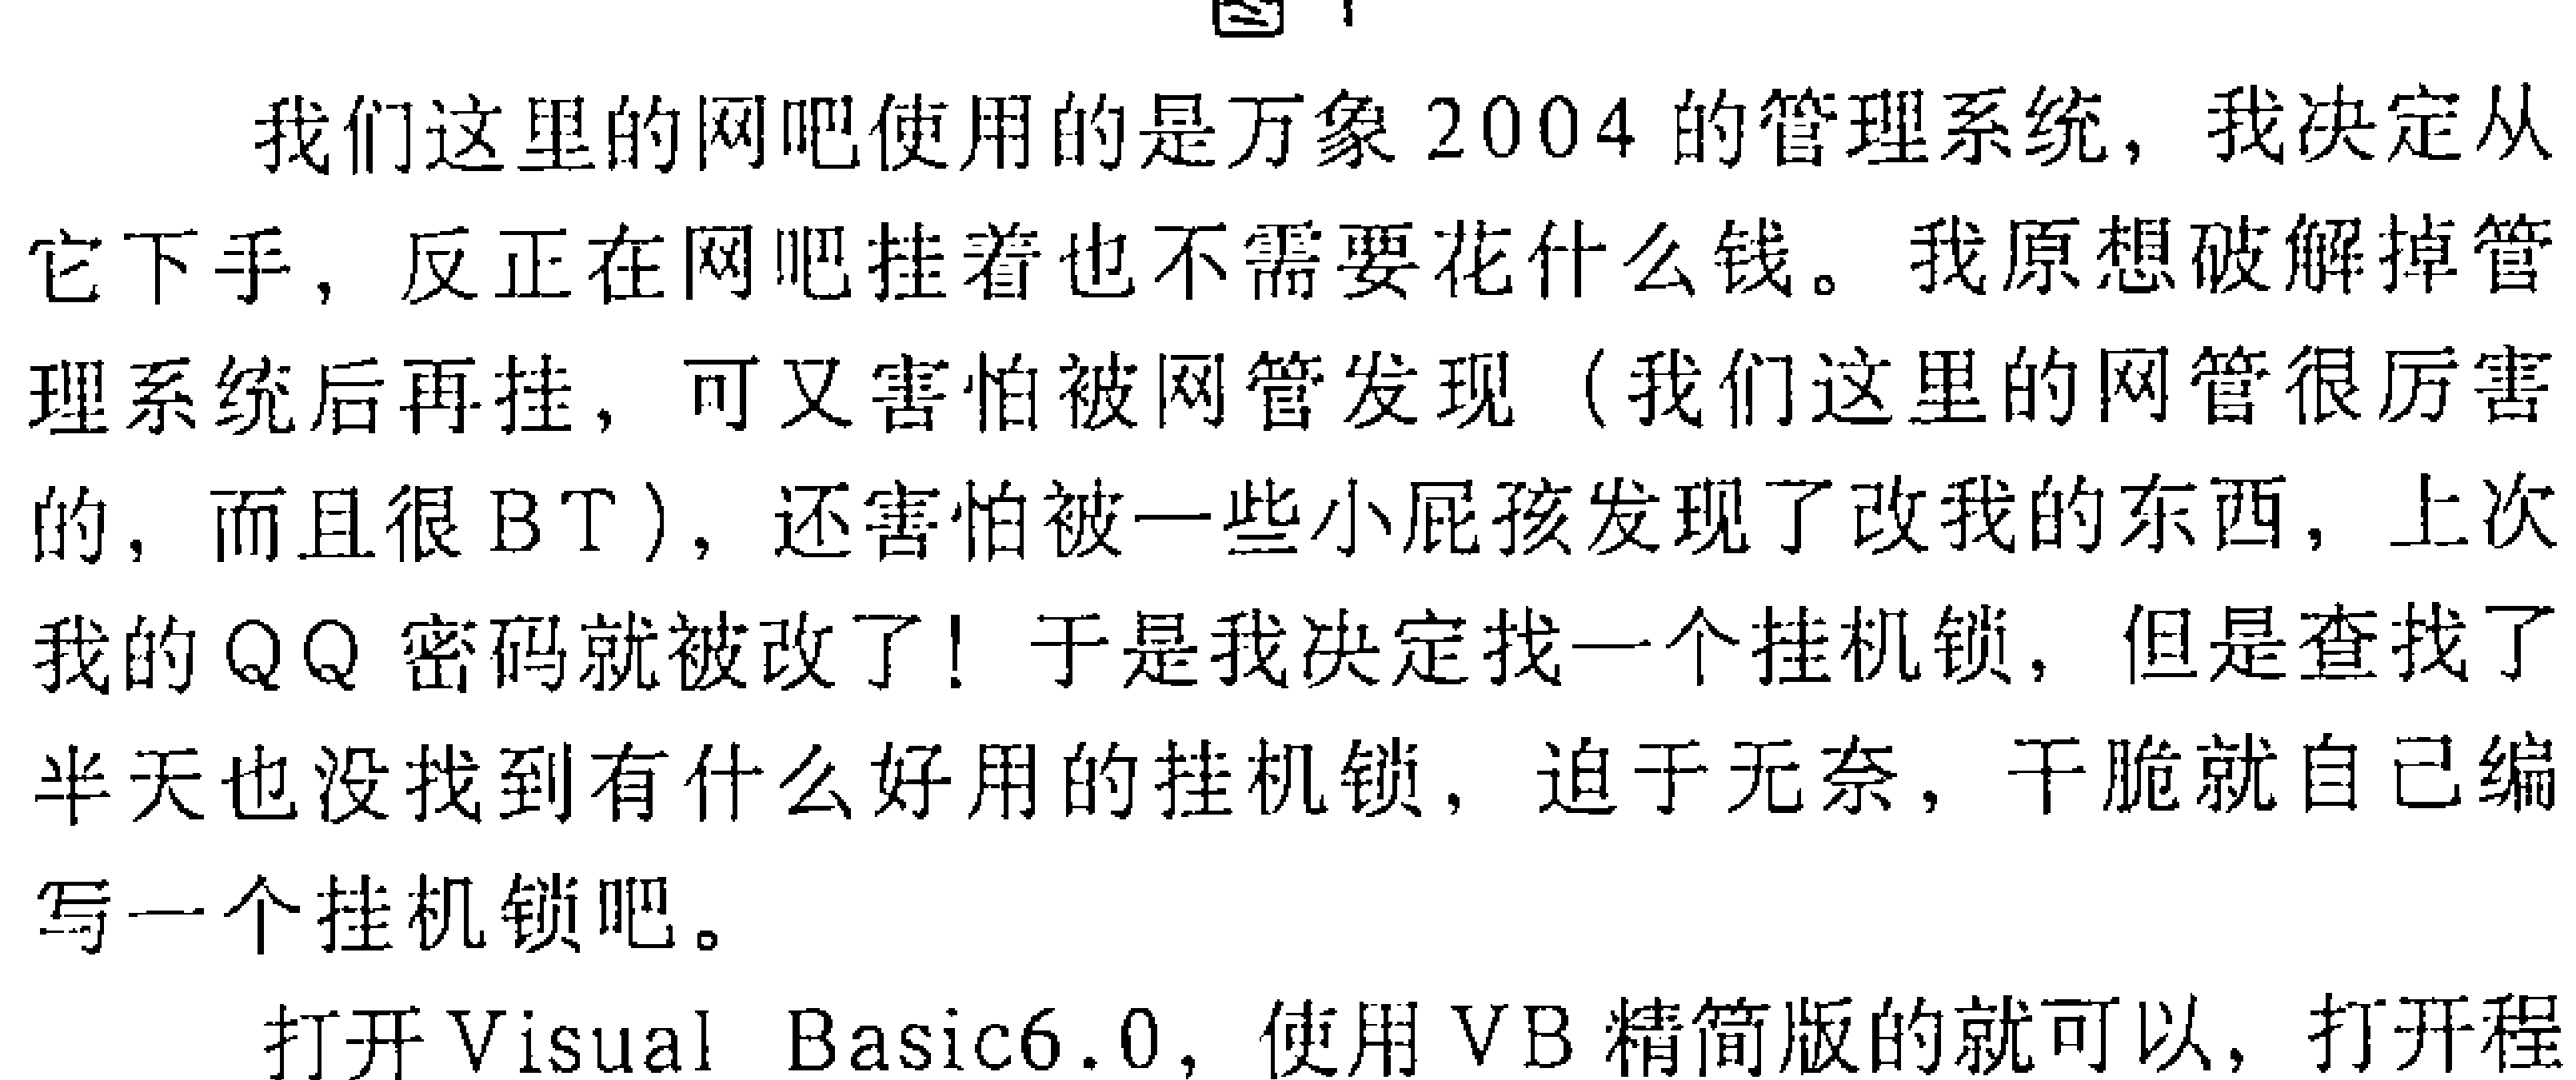 我们这里的网吧使用的是万象 2004 的管理系统，我决定从
它下手，反正在网吧挂着也不需要花什么钱。我原想破解掉管
理系统后再挂，可又害怕被网管发现（我们这里的网管很厉害
的，而且很BT），还害怕被一些小屁孩发现了改我的东西，上次
我的QQ 密码就被改了！于是我决定找一个挂机锁，但是查找了
半天也没找到有什么好用的挂机锁，迫于无奈，干脆就自己编
写一个挂机锁吧。
打开Visual Basic6.0，使用 VB 精简版的就可以，打开程